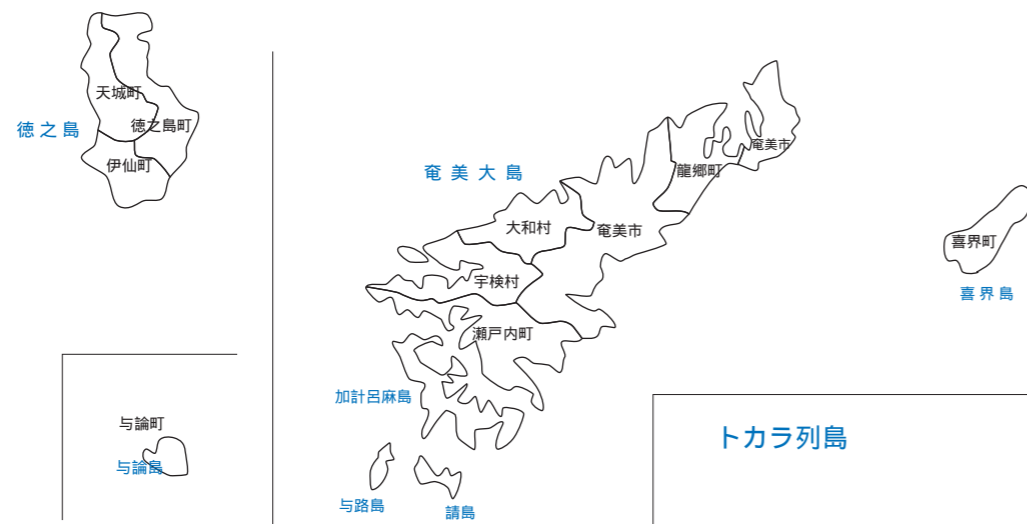 天城町
徳之島
徳之島町
伊仙町
奄美大島
奄美市
龍郷町
大和村
奄美市
喜界町
宇検村
喜界島
瀬戸内町
加計呂麻島
与論町
トカラ列島
与論島
与路島
請島